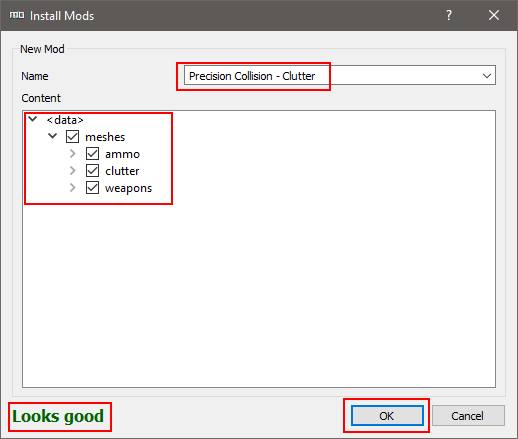 Install Mods
?
New Mod
Name
Precision Collision - Clutter
Content
<data>
meshes
ammo
clutter
weapons
Looks good
OK
Cancel